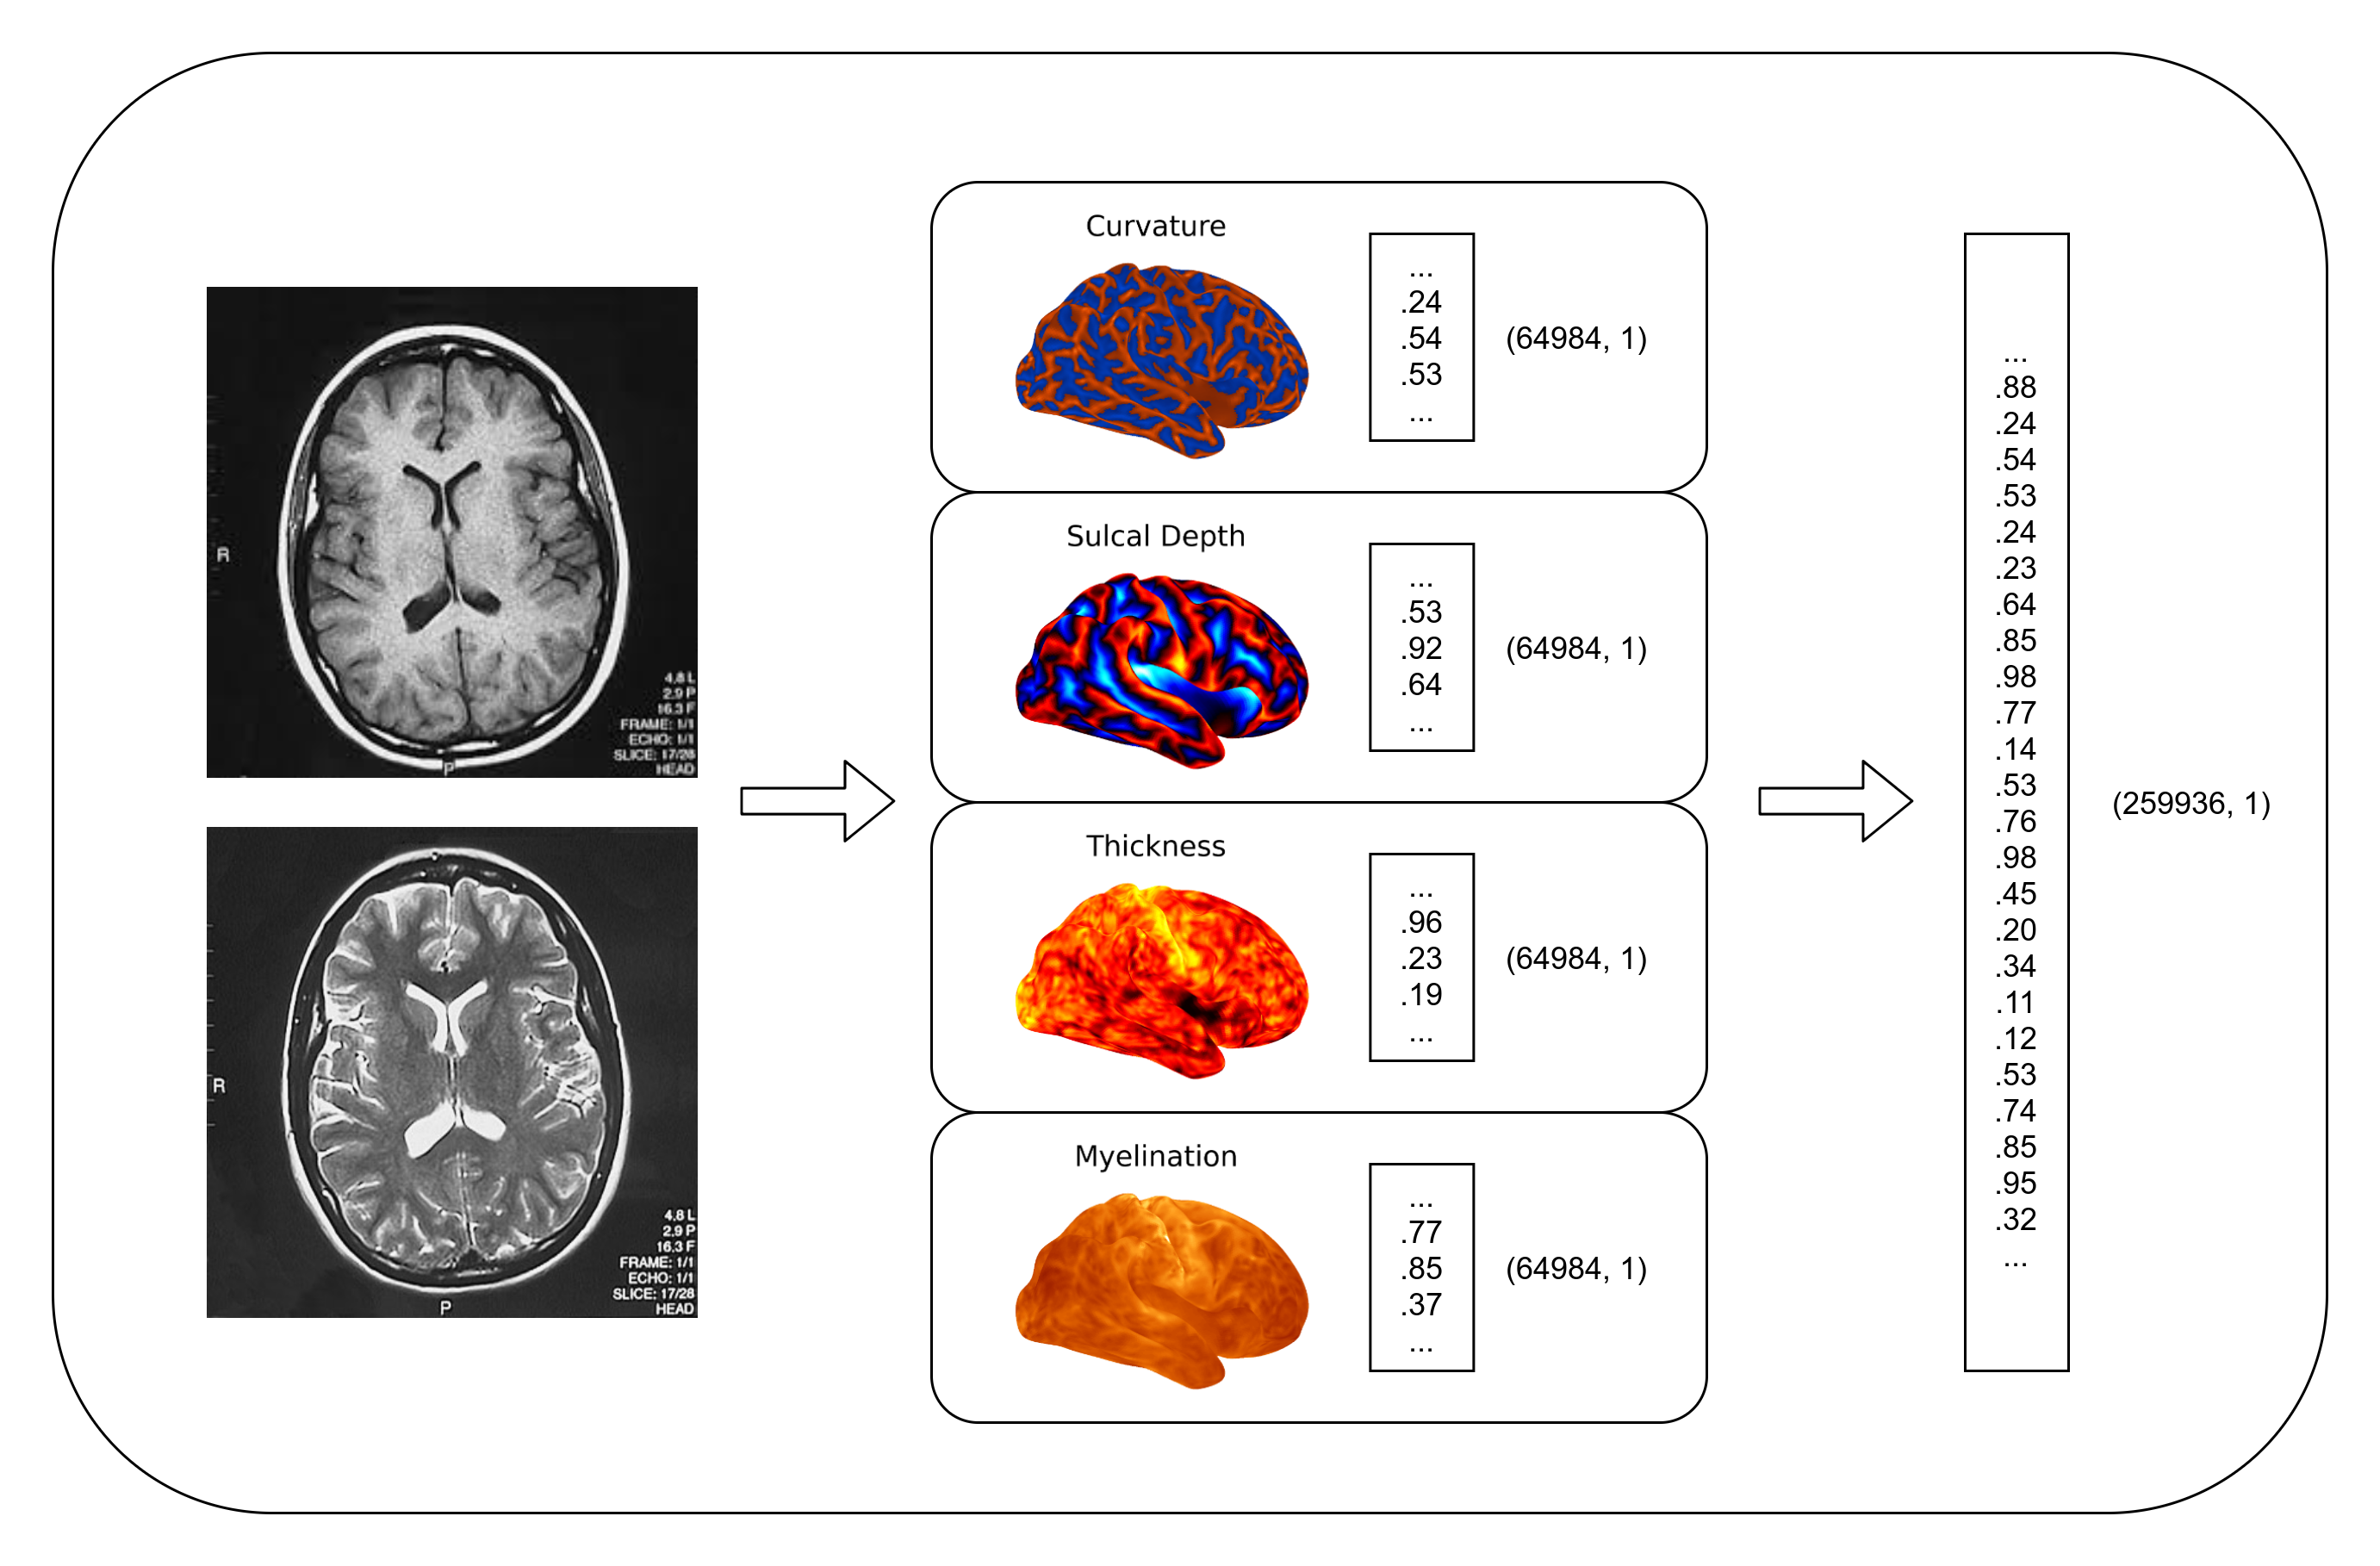 R
4.8 L
2.9 P
16.3 F
FRAME: 1/1
ECHO: 1/1
SLICE: 17/28
HEAD
P
R
4.8 L
2.9 P
16.3 F
FRAME: 1/1
ECHO: 1/1
SLICE: 17/28
HEAD
P
Curvature
...
.24
.54
.53
...
(64984, 1)
Sulcal Depth
...
.53
.92
.64
...
(64984, 1)
Thickness
...
.96
.23
.19
...
(64984, 1)
Myelination
...
.77
.85
.37
...
(64984, 1)
...
.88
.24
.54
.53
.24
.23
.64
.85
.98
.77
.14
.53
.76
.98
.45
.20
.34
.11
.12
.53
.74
.85
.95
.32
...
(259936, 1)